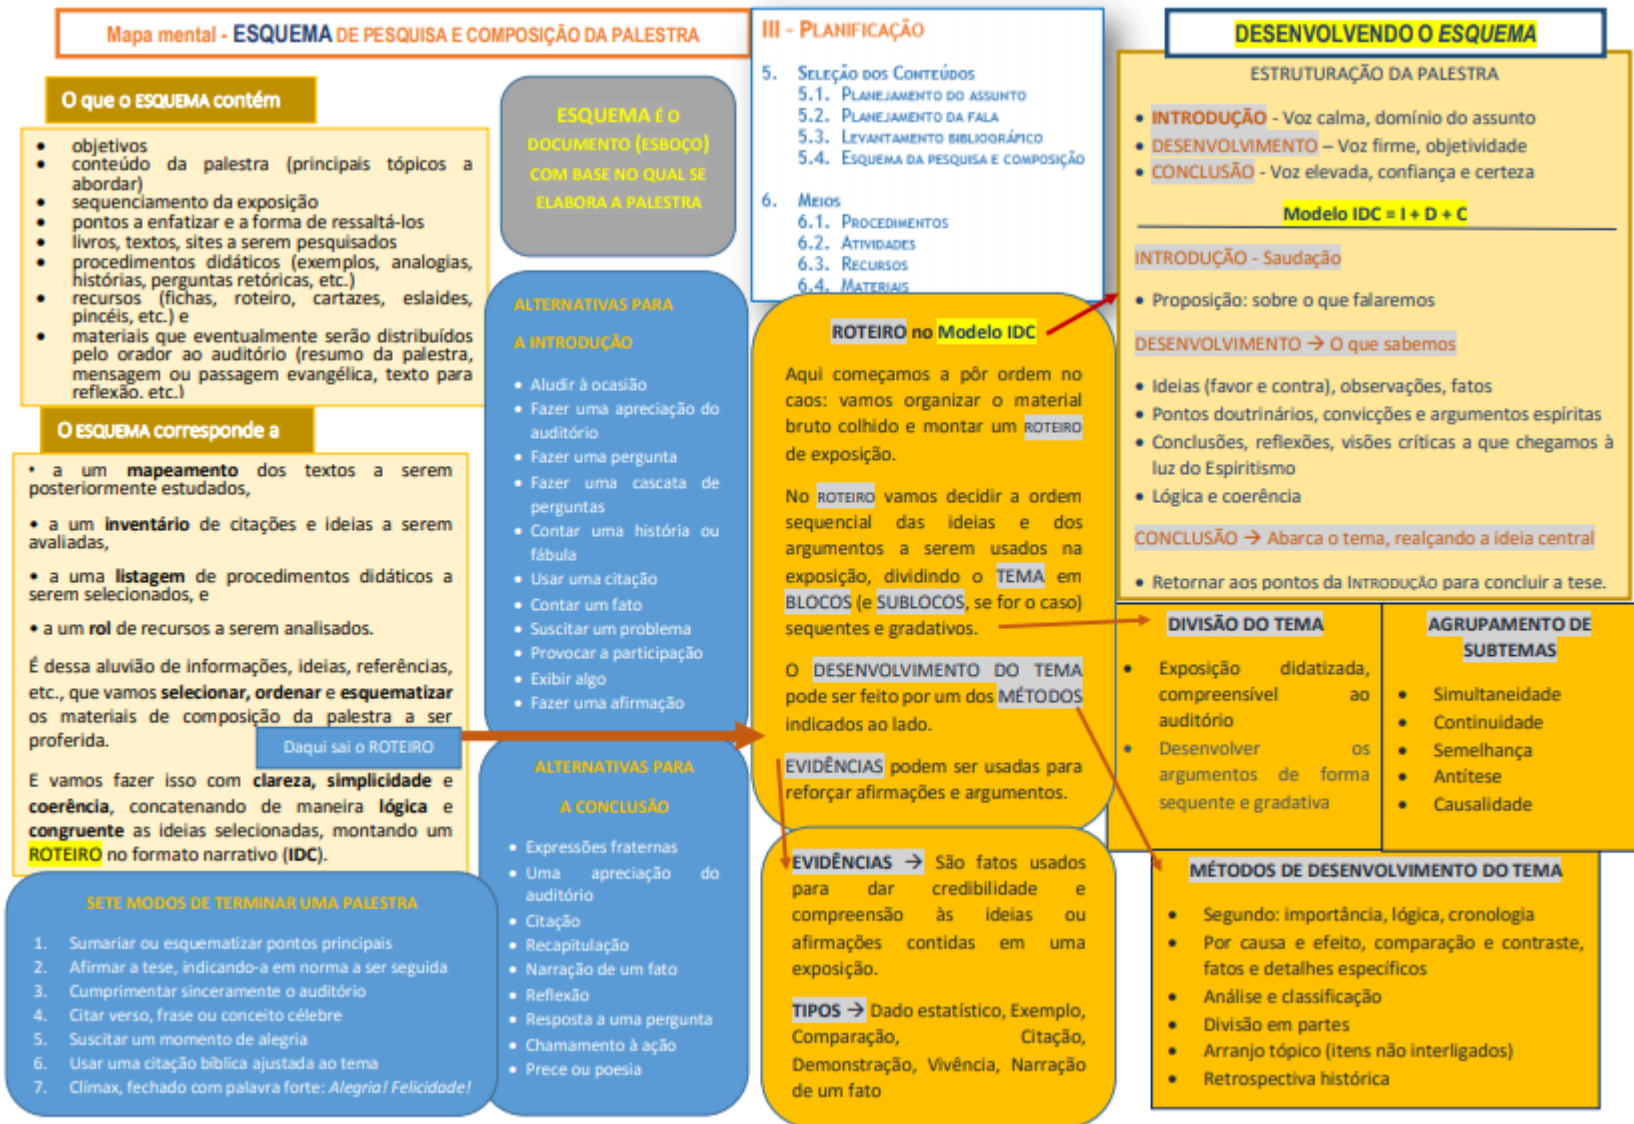 Mapa mental - ESQUEMA DE PESQUISA E COMPOSIÇÃO DA PALESTRA
O que o ESQUEMA contém
• objetivos
• conteúdo da palestra (principais tópicos a
abordar)
• sequenciamento da exposição
• pontos a enfatizar e a forma de ressaltá-los
• livros, textos, sites a serem pesquisados
• procedimentos didáticos (exemplos, analogias,
histórias, perguntas retóricas, etc.)
• recursos (fichas, roteiro, cartazes, eslaides,
pincéis, etc.) e
• materiais que eventualmente serão distribuídos
pelo orador ao auditório (resumo da palestra,
mensagem ou passagem evangélica, texto para
reflexão, etc.)
O ESQUEMA corresponde a
• a um mapeamento dos textos a serem
posteriormente estudados,
• a um inventário de citações e ideias a serem
avaliadas,
• a uma listagem de procedimentos didáticos a
serem selecionados, e
• a um rol de recursos a serem analisados.
É dessa aluvião de informações, ideias, referências,
etc., que vamos selecionar, ordenar e esquematizar
os materiais de composição da palestra a ser
proferida.
Daqui sai o ROTEIRO
E vamos fazer isso com clareza, simplicidade e
coerência, concatenando de maneira lógica e
congruente as ideias selecionadas, montando um
ROTEIRO no formato narrativo (IDC).
SETE MODOS DE TERMINAR UMA PALESTRA
1. Sumariar ou esquematizar pontos principais
2. Afirmar a tese, indicando-a em norma a ser seguida
3. Cumprimentar sinceramente o auditório
4. Citar verso, frase ou conceito célebre
5. Suscitar um momento de alegria
6. Usar uma citação bíblica ajustada ao tema
7. Clímax, fechado com palavra forte: Alegria! Felicidade!
ESQUEMA É O
DOCUMENTO (ESBOÇO)
COM BASE NO QUAL SE
ELABORA A PALESTRA
ALTERNATIVAS PARA
A INTRODUÇÃO
• Aludir à ocasião
• Fazer uma apreciação do
auditório
• Fazer uma pergunta
• Fazer uma cascata de
perguntas
• Contar uma história ou
fábula
• Usar uma citação
• Contar um fato
• Suscitar um problema
• Provocar a participação
• Exibir algo
• Fazer uma afirmação
ALTERNATIVAS PARA
A CONCLUSÃO
• Expressões fraternas
• Uma apreciação do
auditório
• Citação
• Recapitulação
• Narração de um fato
• Reflexão
• Resposta a uma pergunta
• Chamamento à ação
• Prece ou poesia
III - PLANIFICAÇÃO
5. SELEÇÃO DOS CONTEÚDOS
5.1. PLANEJAMENTO DO ASSUNTO
5.2. PLANEJAMENTO DA FALA
5.3. LEVANTAMENTO BIBLIOGRÁFICO
5.4. ESQUEMA DA PESQUISA E COMPOSIÇÃO
6. MEIOS
6.1. PROCEDIMENTOS
6.2. ATIVIDADES
6.3. RECURSOS
6.4. MATERIAIS
ROTEIRO no Modelo IDC
Aqui começamos a pôr ordem no
caos: vamos organizar o material
bruto colhido e montar um ROTEIRO
de exposição.
No ROTEIRO vamos decidir a ordem
sequencial das ideias e dos
argumentos a serem usados na
exposição, dividindo o TEMA em
BLOCOS (e SUBLOCOS, se for o caso)
sequentes e gradativos.
O DESENVOLVIMENTO DO TEMA
pode ser feito por um dos MÉTODOS
indicados ao lado.
EVIDÊNCIAS podem ser usadas para
reforçar afirmações e argumentos.
EVIDÊNCIAS → São fatos usados
para dar credibilidade e
compreensão às ideias ou
afirmações contidas em uma
exposição.
TIPOS → Dado estatístico, Exemplo,
Comparação, Citação,
Demonstração, Vivência, Narração
de um fato
DESENVOLVENDO O ESQUEMA
ESTRUTURAÇÃO DA PALESTRA
• INTRODUÇÃO - Voz calma, domínio do assunto
• DESENVOLVIMENTO – Voz firme, objetividade
• CONCLUSÃO - Voz elevada, confiança e certeza
Modelo IDC = I + D + C
INTRODUÇÃO - Saudação
• Proposição: sobre o que falaremos
DESENVOLVIMENTO → O que sabemos
• Ideias (favor e contra), observações, fatos
• Pontos doutrinários, convicções e argumentos espíritas
• Conclusões, reflexões, visões críticas a que chegamos à
luz do Espiritismo
• Lógica e coerência
CONCLUSÃO → Abarca o tema, realçando a ideia central
• Retornar aos pontos da INTRODUÇÃO para concluir a tese.
DIVISÃO DO TEMA
• Exposição didatizada,
compreensível ao
auditório
• Desenvolver os
argumentos de forma
sequente e gradativa
AGRUPAMENTO DE
SUBTEMAS
• Simultaneidade
• Continuidade
• Semelhança
• Antítese
• Causalidade
MÉTODOS DE DESENVOLVIMENTO DO TEMA
• Segundo: importância, lógica, cronologia
• Por causa e efeito, comparação e contraste,
fatos e detalhes específicos
• Análise e classificação
• Divisão em partes
• Arranjo tópico (itens não interligados)
• Retrospectiva histórica